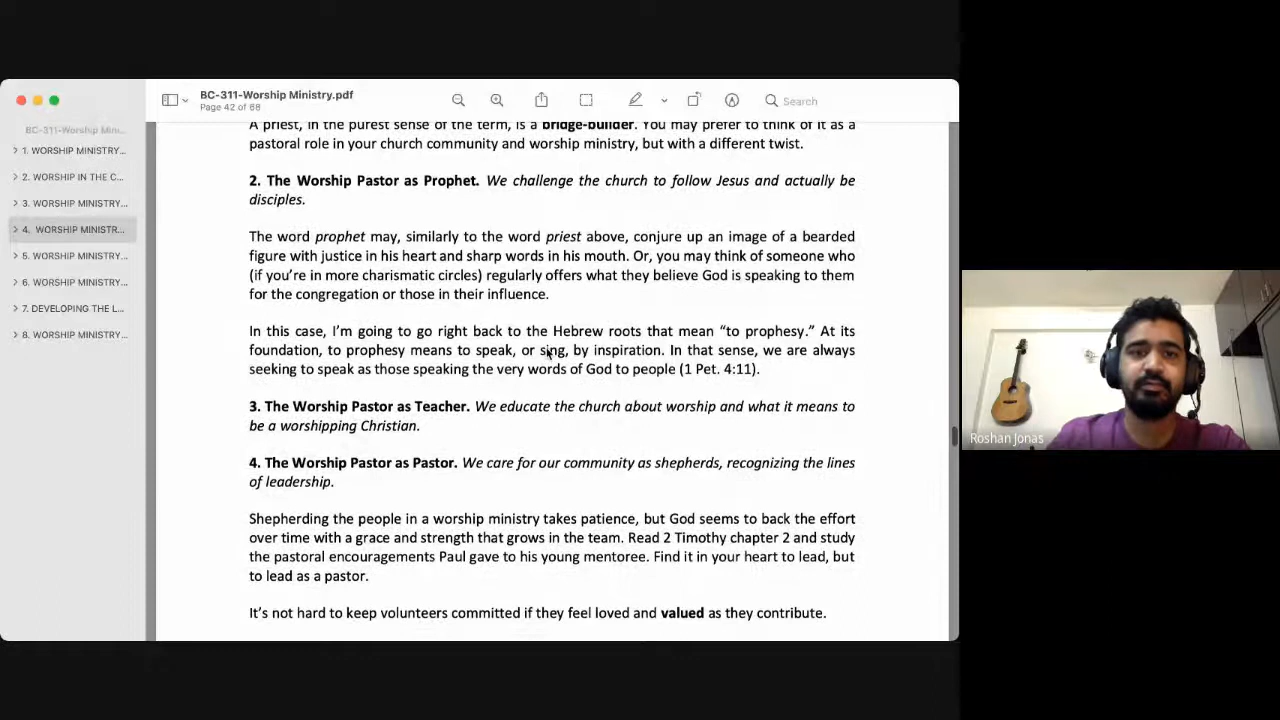 BC-311-Worship Ministry.pdf
Page 42 of 68
Search
BC-311-Worship Mini...
1. WORSHIP MINISTRY...
2. WORSHIP IN THE C...
3. WORSHIP MINISTRY...
4. WORSHIP MINISTR...
5. WORSHIP MINISTRY...
6. WORSHIP MINISTRY...
7. DEVELOPING THE L...
8. WORSHIP MINISTRY...
A priest, in the purest sense of the term, is a bridge-builder. You may prefer to think of it as a
pastoral role in your church community and worship ministry, but with a different twist.
2. The Worship Pastor as Prophet. We challenge the church to follow Jesus and actually be
disciples.
The word prophet may, similarly to the word priest above, conjure up an image of a bearded
figure with justice in his heart and sharp words in his mouth. Or, you may think of someone who
(if you’re in more charismatic circles) regularly offers what they believe God is speaking to them
for the congregation or those in their influence.
In this case, I’m going to go right back to the Hebrew roots that mean “to prophesy.” At its
foundation, to prophesy means to speak, or sing, by inspiration. In that sense, we are always
seeking to speak as those speaking the very words of God to people (1 Pet. 4:11).
3. The Worship Pastor as Teacher. We educate the church about worship and what it means to
be a worshipping Christian.
4. The Worship Pastor as Pastor. We care for our community as shepherds, recognizing the lines
of leadership.
Shepherding the people in a worship ministry takes patience, but God seems to back the effort
over time with a grace and strength that grows in the team. Read 2 Timothy chapter 2 and study
the pastoral encouragements Paul gave to his young mentoree. Find it in your heart to lead, but
to lead as a pastor.
It’s not hard to keep volunteers committed if they feel loved and valued as they contribute.
Roshan Jonas